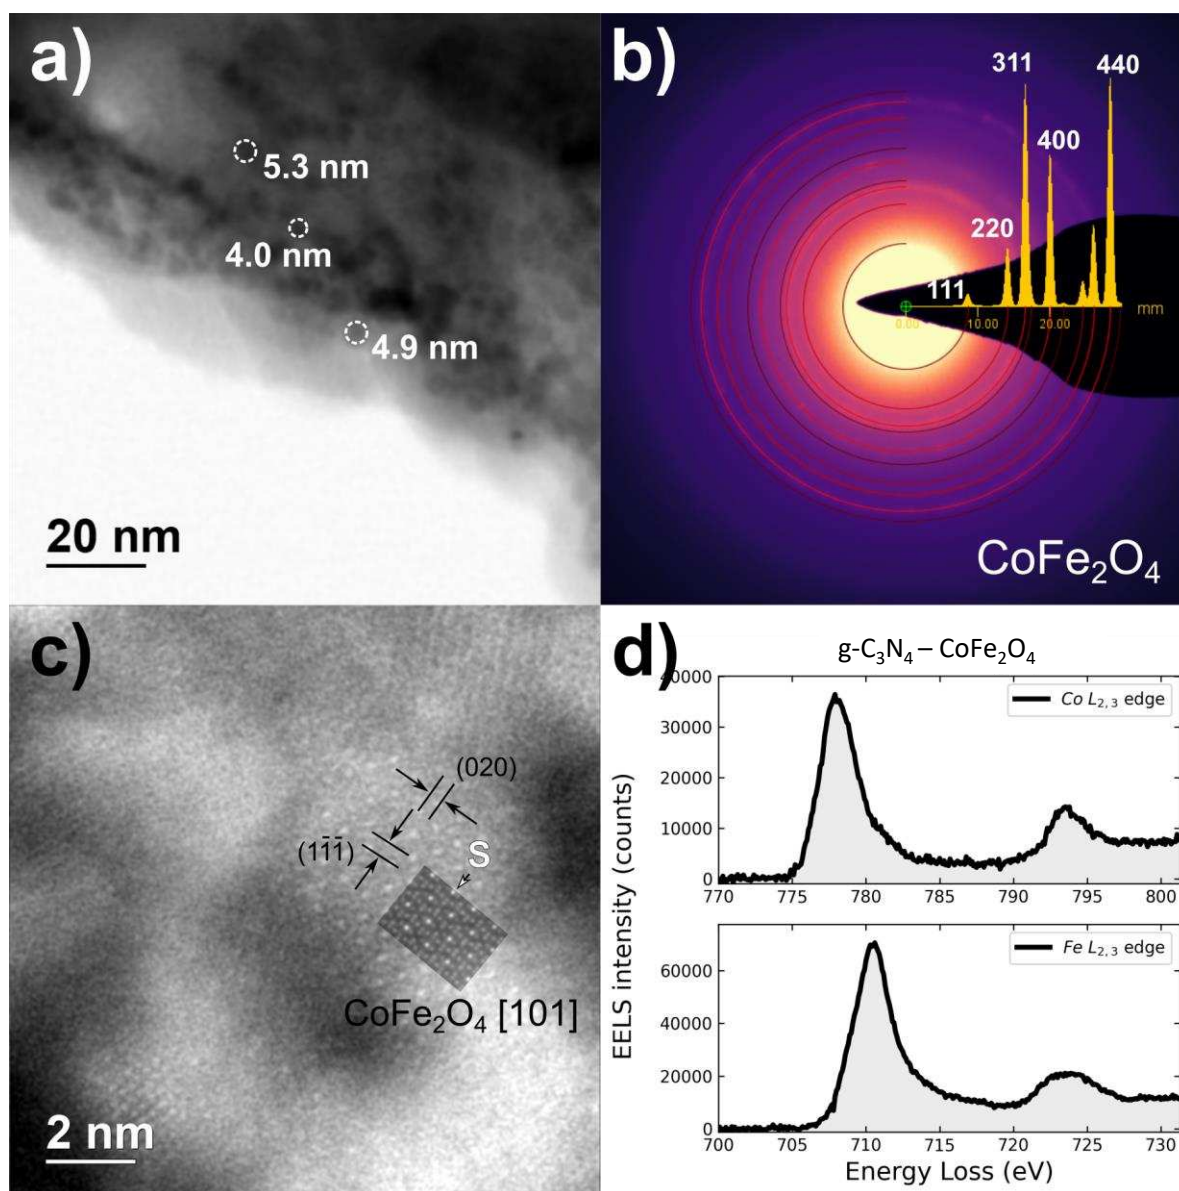 a)
5.3 nm
4.0 nm
4.9 nm
20 nm
b)
311
440
400
220
111
0.00 10.00 20.00 mm
CoFe₂O₄
c)
(020)
(11̅1̅)
S
CoFe₂O₄ [101]
2 nm
d)
g-C₃N₄ – CoFe₂O₄
EELS intensity (counts)
40000
30000
20000
10000
0
Co L₂,₃ edge
770 775 780 785 790 795 800
60000
40000
20000
0
Fe L₂,₃ edge
700 705 710 715 720 725 730
Energy Loss (eV)